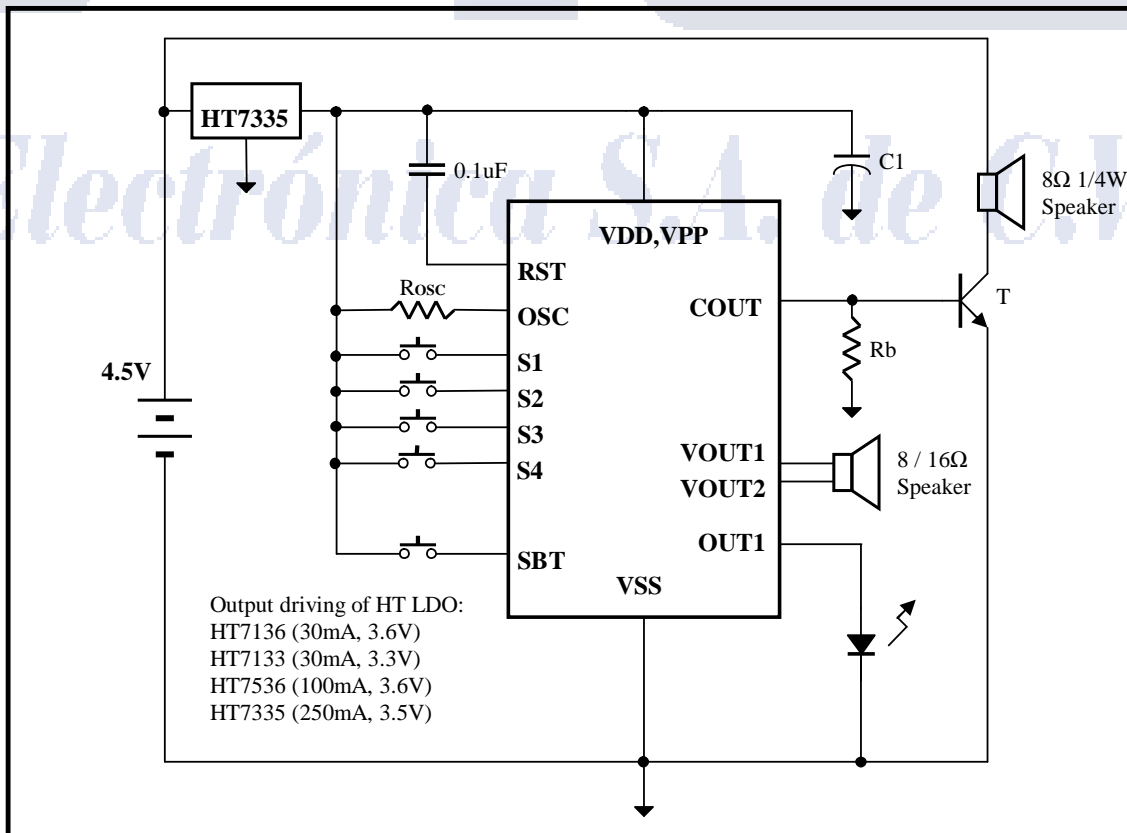 HT7335
Electrónica S.A. de C.V
0.1uF
C1
8Ω 1/4W
Speaker
VDD,VPP
RST
Rosc
OSC
COUT
T
S1
Rb
4.5V
S2
S3
VOUT1
8 / 16Ω
S4
VOUT2
Speaker
OUT1
SBT
VSS
Output driving of HT LDO:
HT7136 (30mA, 3.6V)
HT7133 (30mA, 3.3V)
HT7536 (100mA, 3.6V)
HT7335 (250mA, 3.5V)